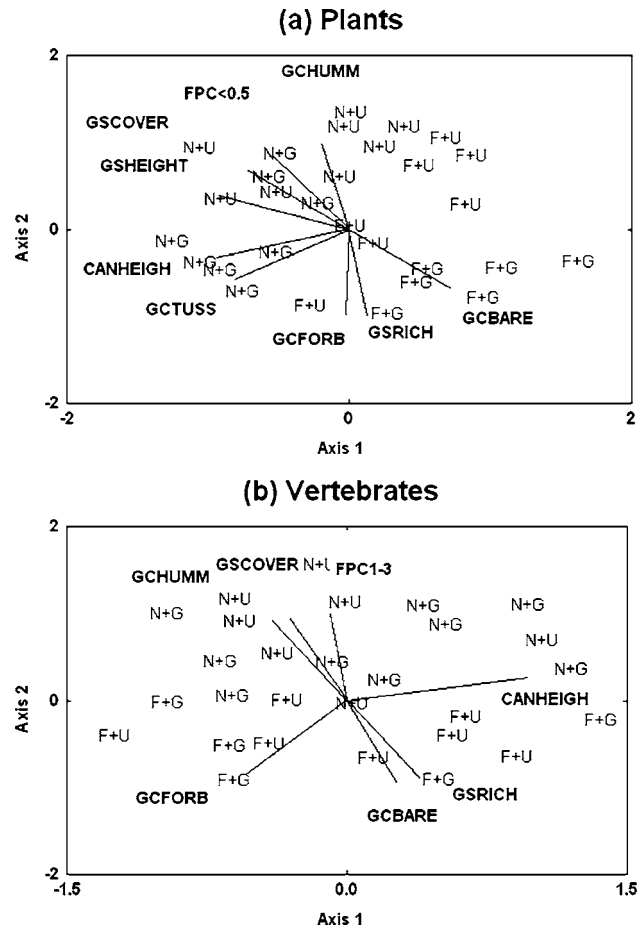 (a) Plants
2
GCHUMM
FPC<0.5
N+U
GSCOVER
N+U N+U
F+U
N+U N+G N+U F+U
GSHEIGHT
F+U
N+G N+U
N+U N+U
N+G F+U
Axis 2
0
F+U
N+G F+U
N+G
CANHEIGH N+G N+G F+G F+G F+G
F+G
GCTUSS N+G F+G
F+U F+G
GCFORB GSRICH GCBARE
-2
-2 0 2
Axis 1
(b) Vertebrates
2
GSCOVER N+U FPC1-3
GCHUMM
N+U N+U N+G N+G
N+G N+U N+G
N+U
N+G N+U N+G
N+G
N+G
Axis 2
0
F+G N+G F+U N+U
CANHEIGH
F+U F+G
F+U F+G F+U F+U
F+U F+U
F+G F+G
GCFORB GSRICH
GCBARE
-2
-1.5 0.0 1.5
Axis 1